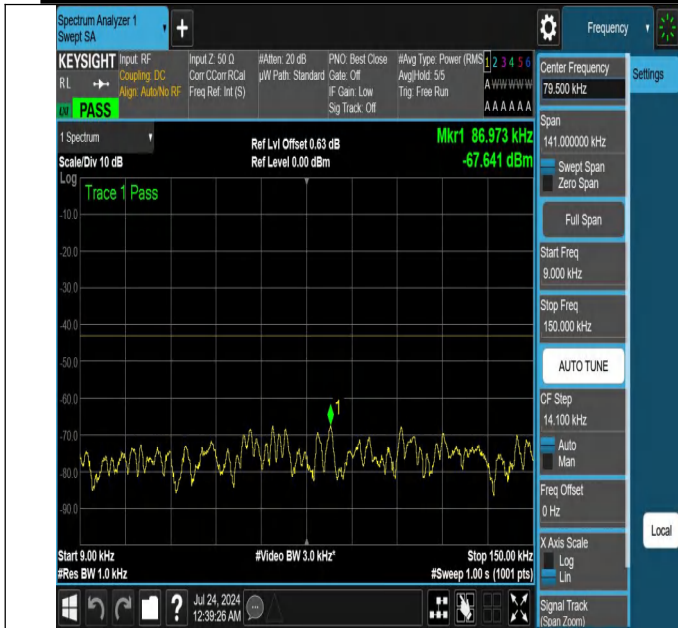 Spectrum Analyzer 1
Swept SA
+
Frequency
KEYSIGHT
RL
LXI
PASS
Input: RF
Coupling: DC
Align: Auto/No RF
Input Z: 50 Ω
Corr CCorr RCal
Freq Ref: Int (S)
#Atten: 20 dB
µW Path: Standard
PNO: Best Close
Gate: Off
IF Gain: Low
Sig Track: Off
#Avg Type: Power (RMS
Avg|Hold: 5/5
Trig: Free Run
1 2 3 4 5 6
A W W W W W
A A A A A A
1 Spectrum
Scale/Div 10 dB
Ref Lvl Offset 0.63 dB
Ref Level 0.00 dBm
Mkr1 86.973 kHz
-67.641 dBm
Log
Trace 1 Pass
-10.0
-20.0
-30.0
-40.0
-50.0
-60.0
-70.0
-80.0
-90.0
1
Start 9.00 kHz
#Res BW 1.0 kHz
#Video BW 3.0 kHz*
Stop 150.00 kHz
#Sweep 1.00 s (1001 pts)
Center Frequency
79.500 kHz
Settings
Span
141.000000 kHz
Swept Span
Zero Span
Full Span
Start Freq
9.000 kHz
Stop Freq
150.000 kHz
AUTO TUNE
CF Step
14.100 kHz
Auto
Man
Freq Offset
0 Hz
Local
X Axis Scale
Log
Lin
Signal Track
(Span Zoom)
?
Jul 24, 2024
12:39:26 AM